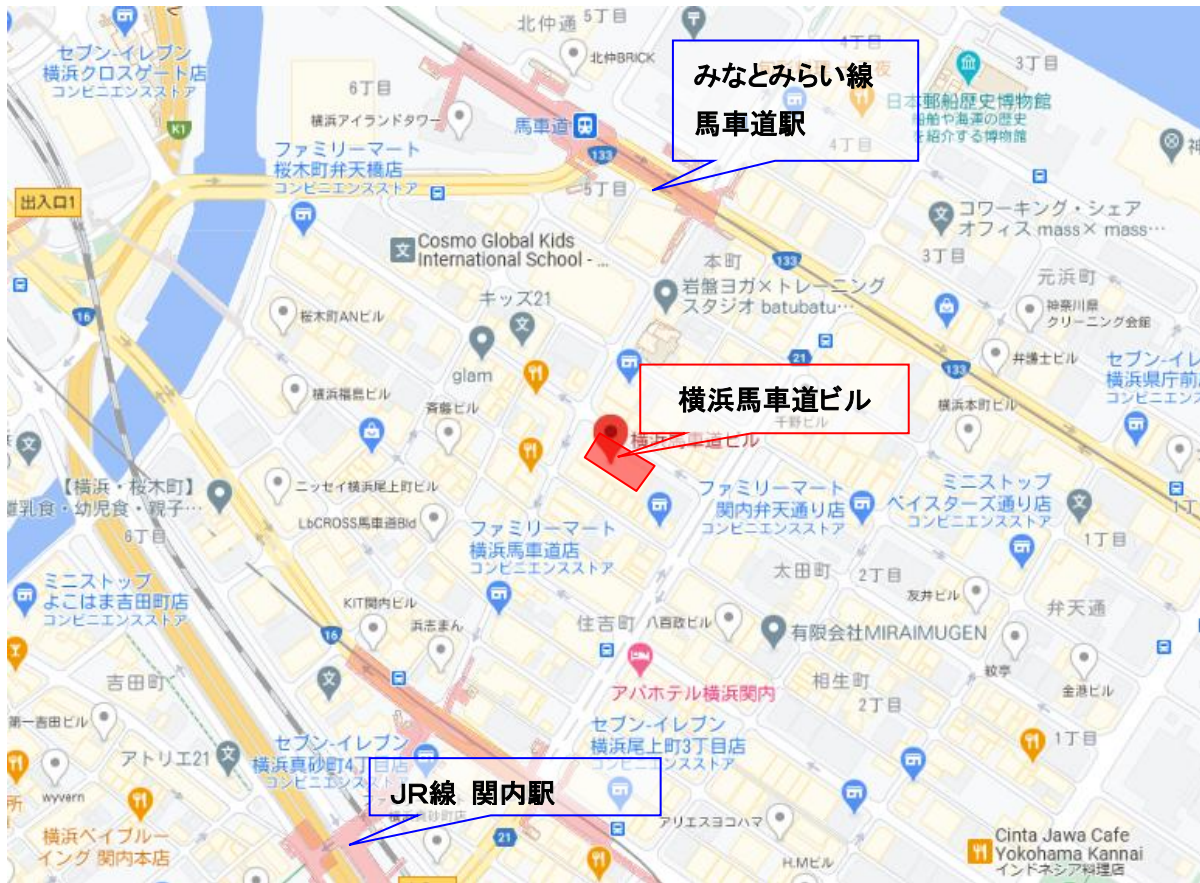 北仲通
5丁目
セブン-イレブン
横浜クロスゲート店
コンビニエンスストア
北仲BRICK
4丁目
3丁目
みなとみらい線
馬車道駅
6丁目
横浜アイランドタワー
馬車道
日本郵船歴史博物館
船舶や海運の歴史
を紹介する博物館
K1
133
4丁目
ファミリーマート
桜木町弁天橋店
コンビニエンスストア
5丁目
出入口1
コワーキング・シェア
オフィス mass× mass…
Cosmo Global Kids
International School - ...
本町
133
3丁目
元浜町
岩盤ヨガ×トレーニング
スタジオ batubatu…
キッズ21
神奈川県
クリーニング会館
16
桜木町ANビル
21
弁護士ビル
セブン-イレ
横浜県庁前
コンビニエンス
glam
133
横浜福島ビル
斉藤ビル
横浜馬車道ビル
横浜本町ビル
千野ビル
横浜馬車道ビル
【横浜・桜木町】
乳食・幼児食・親子…
ニッセイ横浜尾上町ビル
ファミリーマート
関内弁天通り店
コンビニエンスストア
ミニストップ
ベイスターズ通り店
コンビニエンスストア
1丁
LbCROSS馬車道Bld
6丁目
ファミリーマート
横浜馬車道店
コンビニエンスストア
1丁目
太田町
2丁目
ミニストップ
よこはま吉田町店
コンビニエンスストア
友井ビル
弁天通
KIT関内ビル
16
浜志まん
住吉町
八百政ビル
有限会社MIRAIMUGEN
紋亭
吉田町
アパホテル横浜関内
相生町
2丁目
金港ビル
第一吉田ビル
アトリエ21
セブン-イレブン
横浜真砂町4丁目店
コンビニエンススト
セブン-イレブン
横浜尾上町3丁目店
コンビニエンスストア
1丁目
JR線 関内駅
wyvern
所
横浜ベイブルー
イング 関内本店
21
アリエスヨコハマ
H.Mビル
Cinta Jawa Cafe
Yokohama Kannai
インドネシア料理店